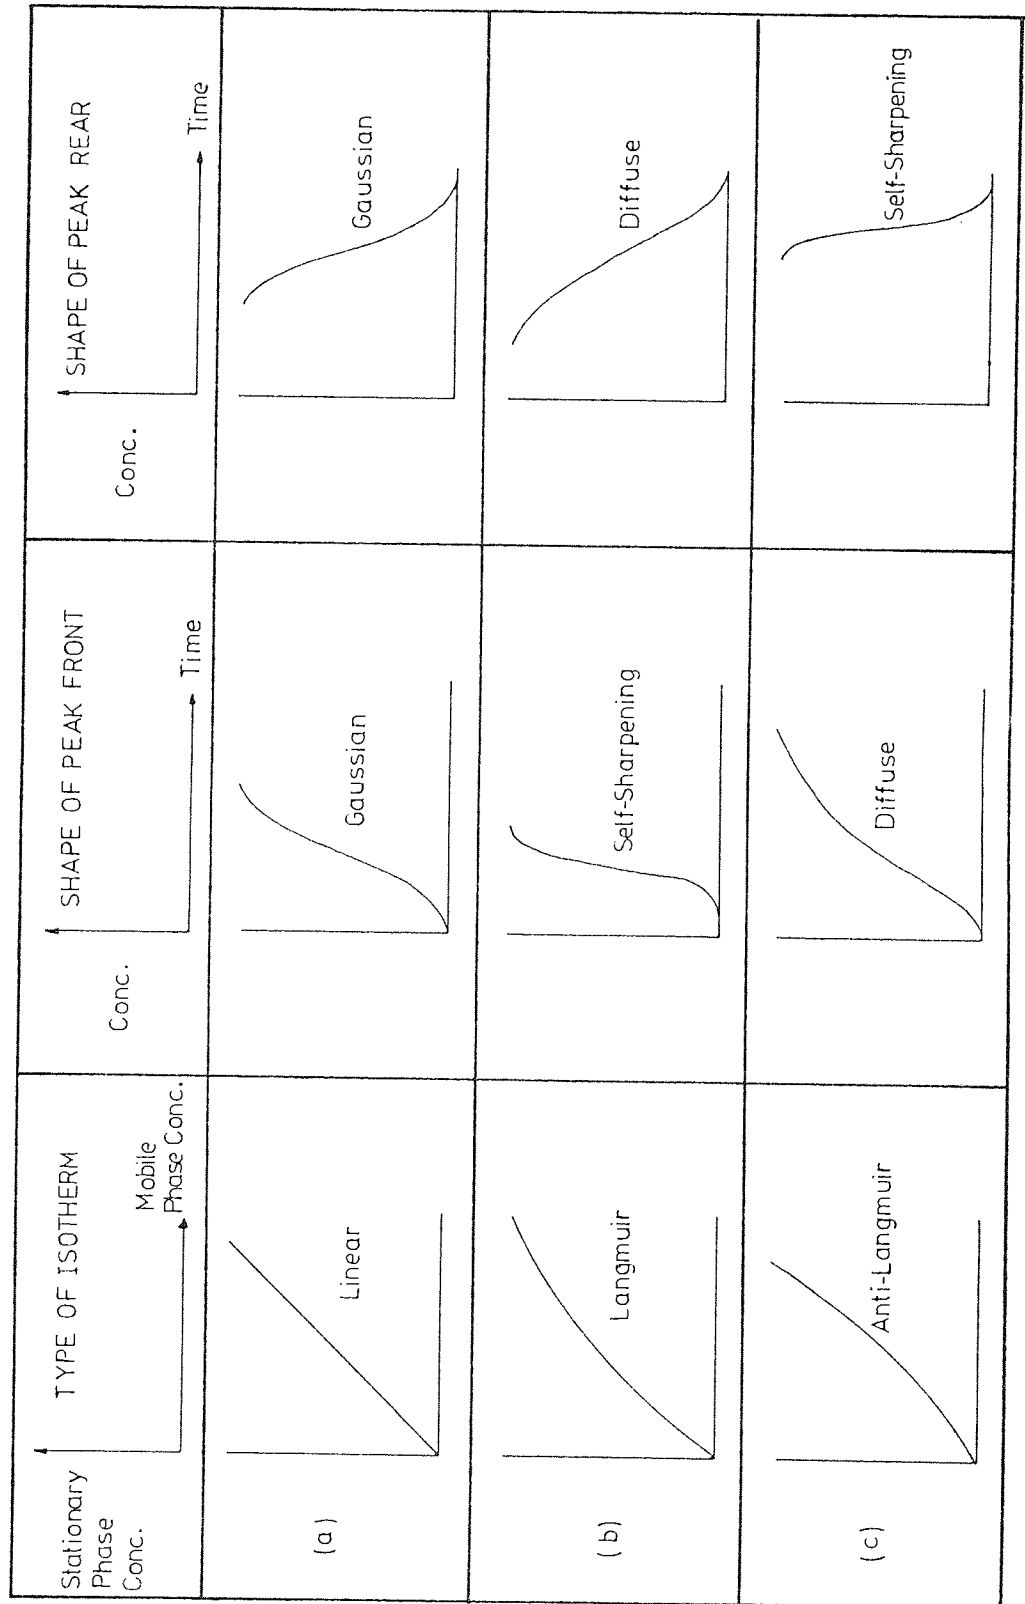 TYPE OF ISOTHERM
Stationary
Phase
Conc.
Mobile
Phase Conc.
SHAPE OF PEAK FRONT
Conc.
Time
SHAPE OF PEAK REAR
Conc.
Time
(a)
Linear
Gaussian
Gaussian
(b)
Langmuir
Self-Sharpening
Diffuse
(c)
Anti-Langmuir
Diffuse
Self-Sharpening